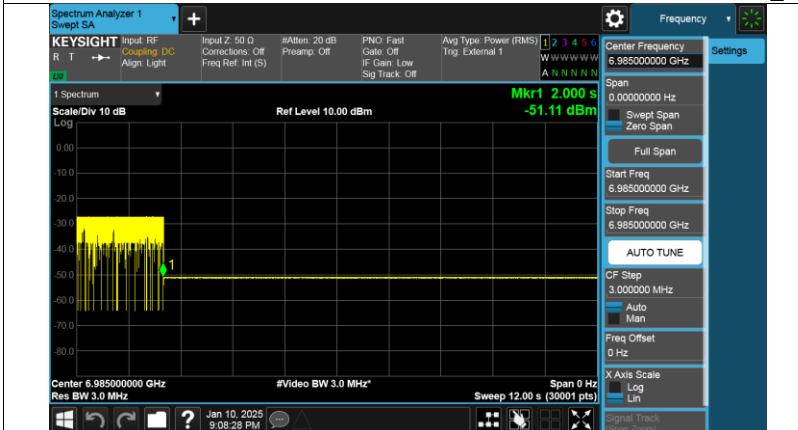 Spectrum Analyzer 1
Swept SA
Frequency
KEYSIGHT
R T
LXI
Input: RF
Coupling: DC
Align: Light
Input Z: 50 Ω
Corrections: Off
Freq Ref: Int (S)
#Atten: 20 dB
Preamp: Off
PNO: Fast
Gate: Off
IF Gain: Low
Sig Track: Off
Avg Type: Power (RMS)
Trig: External 1
1 2 3 4 5 6
W W W W W W
A N N N N N
Center Frequency
6.985000000 GHz
Settings
Span
0.00000000 Hz
Swept Span
Zero Span
Full Span
Start Freq
6.985000000 GHz
Stop Freq
6.985000000 GHz
AUTO TUNE
CF Step
3.000000 MHz
Auto
Man
Freq Offset
0 Hz
X Axis Scale
Log
Lin
Signal Track
(Span Zoom)
1 Spectrum
Scale/Div 10 dB
Ref Level 10.00 dBm
Mkr1 2.000 s
-51.11 dBm
Log
0.00
-10.0
-20.0
-30.0
-40.0
-50.0
-60.0
-70.0
-80.0
1
Center 6.985000000 GHz
#Video BW 3.0 MHz*
Span 0 Hz
Res BW 3.0 MHz
Sweep 12.00 s (30001 pts)
?
Jan 10, 2025
9:08:28 PM